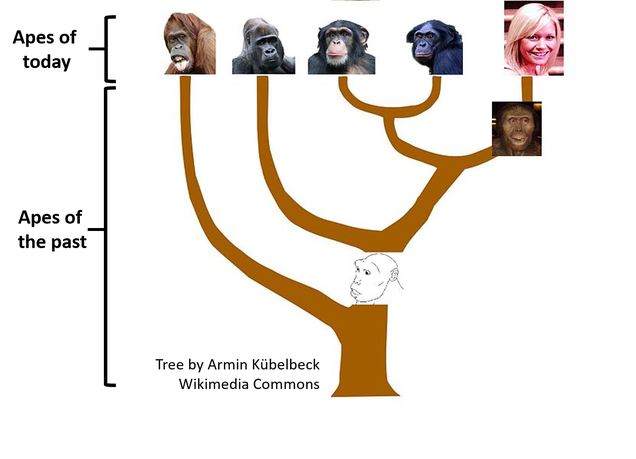 Apes of
today
Apes of
the past
Tree by Armin Kübelbeck
Wikimedia Commons